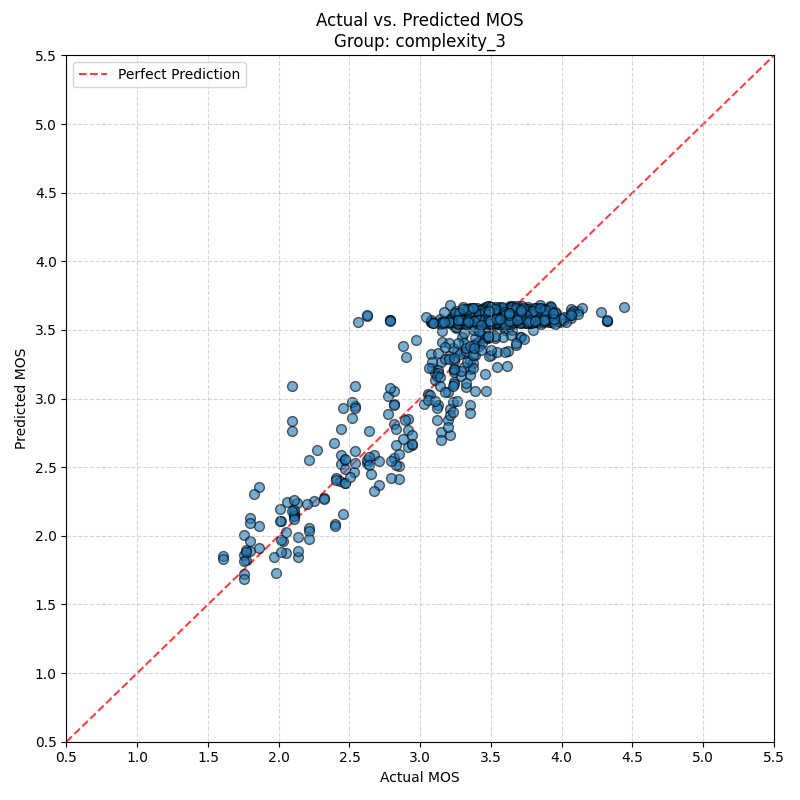 Actual vs. Predicted MOS
Group: complexity_3
Perfect Prediction
Predicted MOS
5.5
5.0
4.5
4.0
3.5
3.0
2.5
2.0
1.5
1.0
0.5
0.5 1.0 1.5 2.0 2.5 3.0 3.5 4.0 4.5 5.0 5.5
Actual MOS